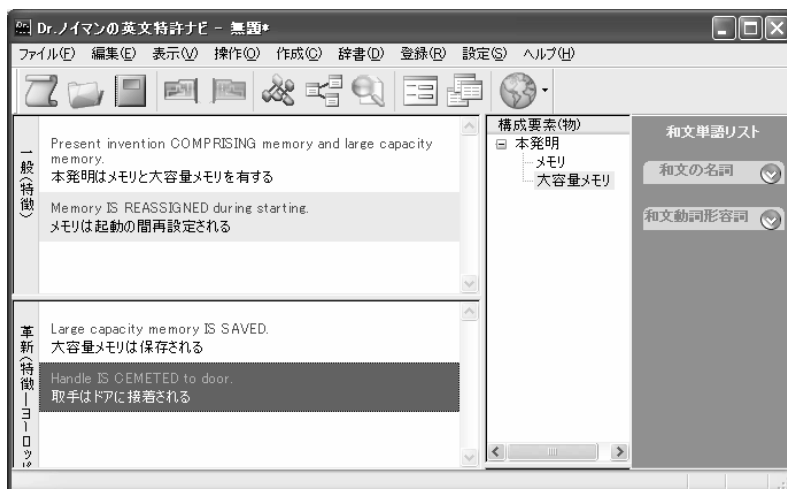 Dr.ノイマンの英文特許ナビ - 無題*
ファイル(F) 編集(E) 表示(V) 操作(O) 作成(C) 辞書(D) 登録(R) 設定(S) ヘルプ(H)
一般(特徴)
Present invention COMPRISING memory and large capacity
memory.
本発明はメモリと大容量メモリを有する
Memory IS REASSIGNED during starting.
メモリは起動の間再設定される
革新(特徴ーヨーロッパ
Large capacity memory IS SAVED.
大容量メモリは保存される
Handle IS CEMETED to door.
取手はドアに接着される
構成要素(物)
本発明
メモリ
大容量メモリ
和文単語リスト
和文の名詞
和文動詞形容詞